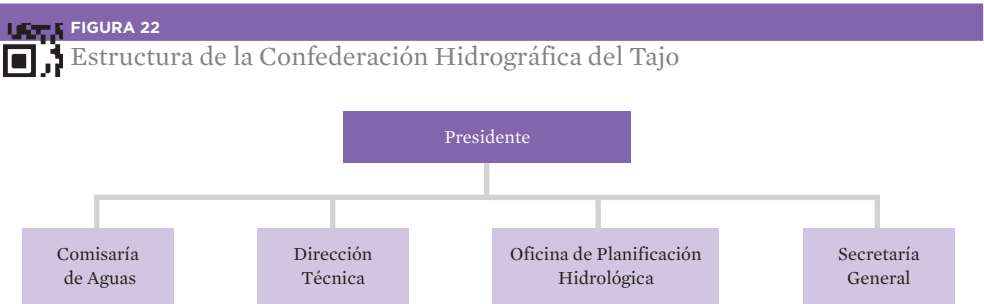 FIGURA 22
Estructura de la Confederación Hidrográfica del Tajo
Presidente
Comisaría
de Aguas
Dirección
Técnica
Oficina de Planificación
Hidrológica
Secretaría
General